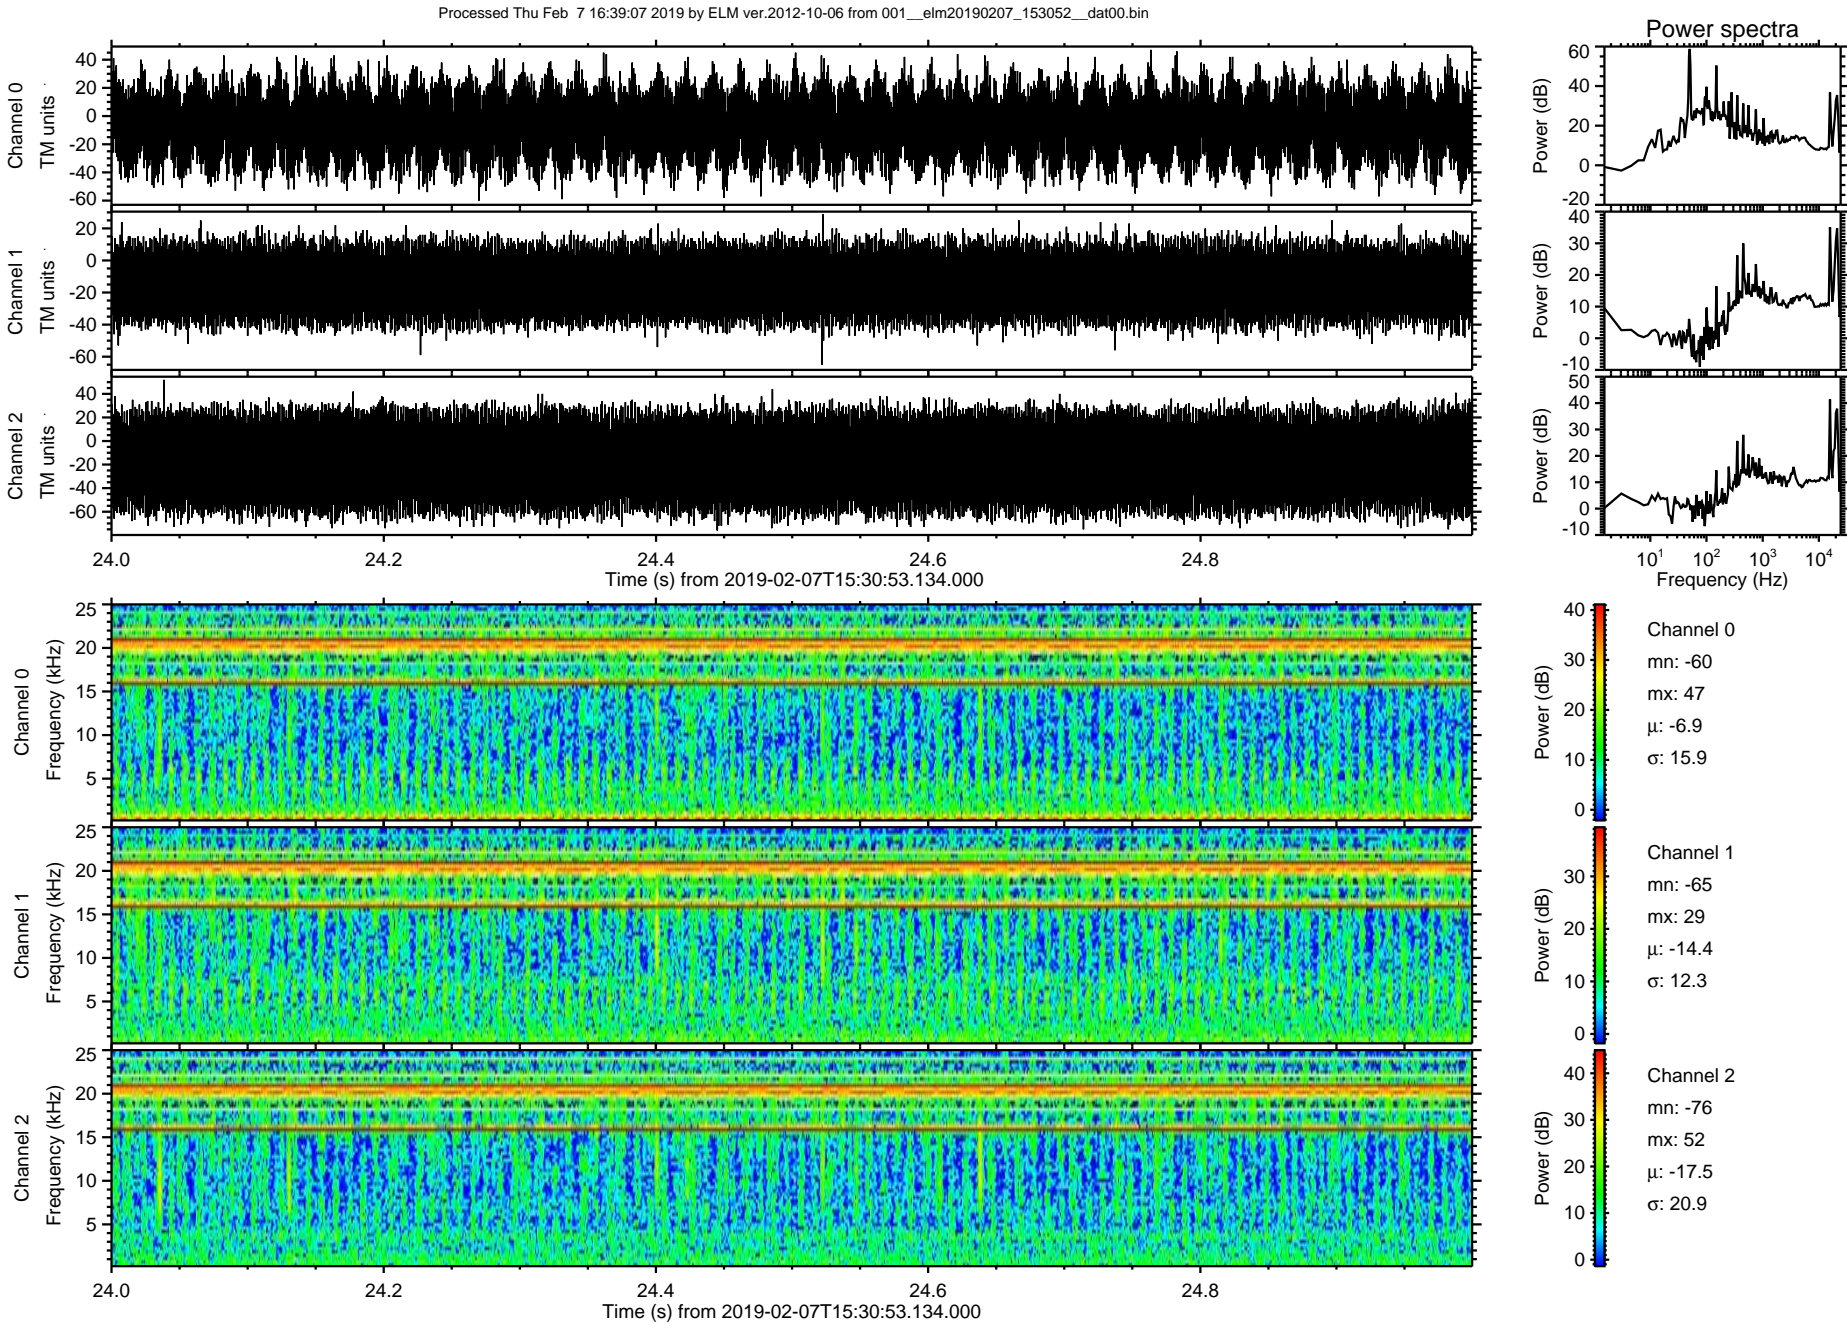 Processed Thu Feb  7 16:39:07 2019 by ELM ver.2012-10-06 from 001__elm20190207_153052__dat00.bin
Power spectra
Channel 0
TM units
40
20
0
-20
-40
-60
Power (dB)
60
40
20
0
-20
Channel 1
TM units
20
0
-20
-40
-60
Power (dB)
40
30
20
10
0
-10
Channel 2
TM units
40
20
0
-20
-40
-60
Power (dB)
50
40
30
20
10
0
-10
24.0 24.2 24.4 24.6 24.8
Time (s) from 2019-02-07T15:30:53.134.000
10^1 10^2 10^3 10^4
Frequency (Hz)
Channel 0
Frequency (kHz)
25
20
15
10
5
Power (dB)
40
30
20
10
0
Channel 0
mn: -60
mx: 47
μ: -6.9
σ: 15.9
Channel 1
Frequency (kHz)
25
20
15
10
5
Power (dB)
30
20
10
0
Channel 1
mn: -65
mx: 29
μ: -14.4
σ: 12.3
Channel 2
Frequency (kHz)
25
20
15
10
5
Power (dB)
40
30
20
10
0
Channel 2
mn: -76
mx: 52
μ: -17.5
σ: 20.9
24.0 24.2 24.4 24.6 24.8
Time (s) from 2019-02-07T15:30:53.134.000